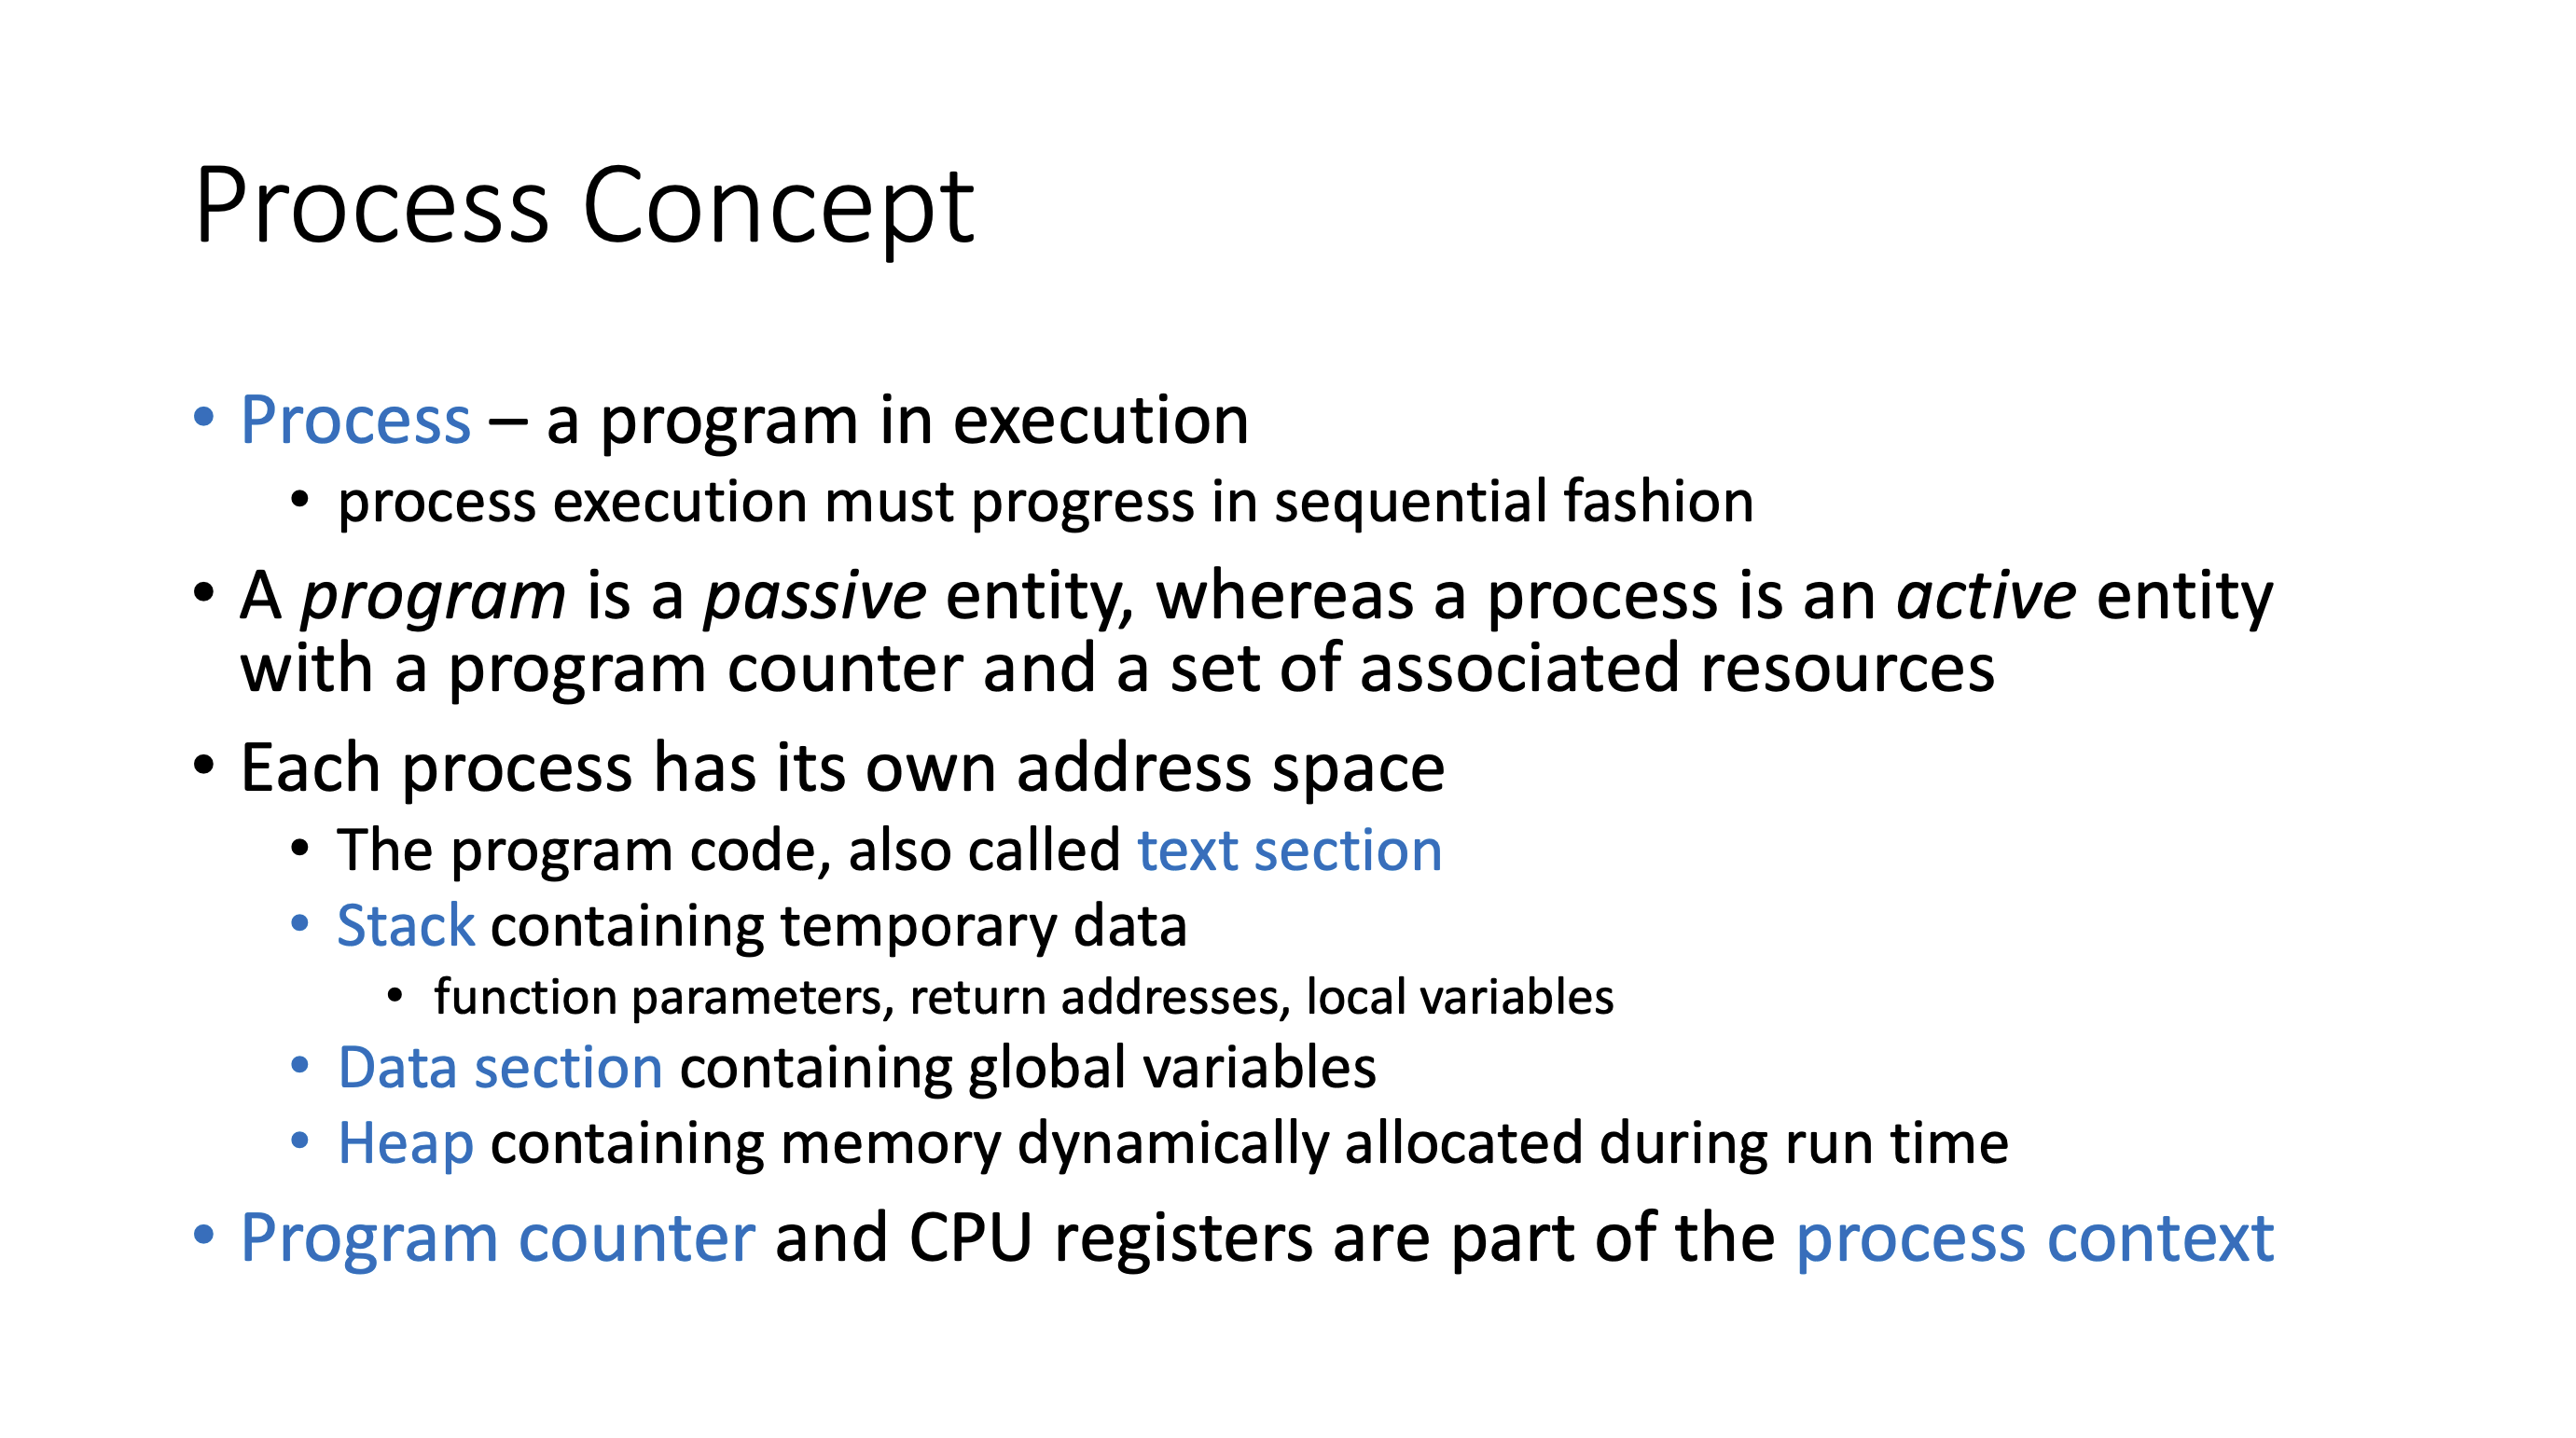 Process Concept
• Process – a program in execution
• process execution must progress in sequential fashion
• A program is a passive entity, whereas a process is an active entity
with a program counter and a set of associated resources
• Each process has its own address space
• The program code, also called text section
• Stack containing temporary data
• function parameters, return addresses, local variables
• Data section containing global variables
• Heap containing memory dynamically allocated during run time
• Program counter and CPU registers are part of the process context